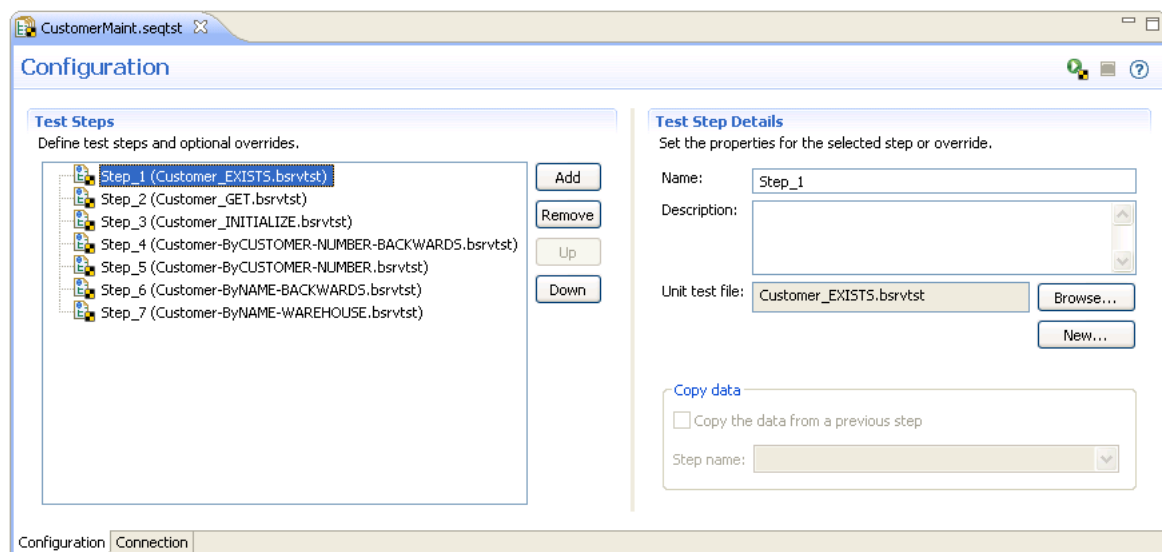 CustomerMaint.seqtst
Configuration
Test Steps
Define test steps and optional overrides.
Step_1 (Customer_EXISTS.bsrvtst)
Step_2 (Customer_GET.bsrvtst)
Step_3 (Customer_INITIALIZE.bsrvtst)
Step_4 (Customer-ByCUSTOMER-NUMBER-BACKWARDS.bsrvtst)
Step_5 (Customer-ByCUSTOMER-NUMBER.bsrvtst)
Step_6 (Customer-ByNAME-BACKWARDS.bsrvtst)
Step_7 (Customer-ByNAME-WAREHOUSE.bsrvtst)
Add
Remove
Up
Down
Test Step Details
Set the properties for the selected step or override.
Name: Step_1
Description:
Unit test file: Customer_EXISTS.bsrvtst Browse...
New...
Copy data
Copy the data from a previous step
Step name:
Configuration Connection